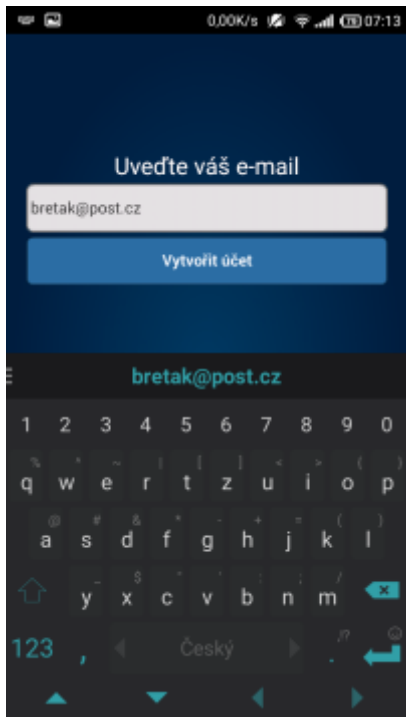 0,00K/s 78 07:13
Uveďte váš e-mail
bretak@post.cz
Vytvořit účet
bretak@post.cz
1 2 3 4 5 6 7 8 9 0
q w e r t z u i o p
a s d f g h j k l
y x c v b n m
123 , Český . ,!?